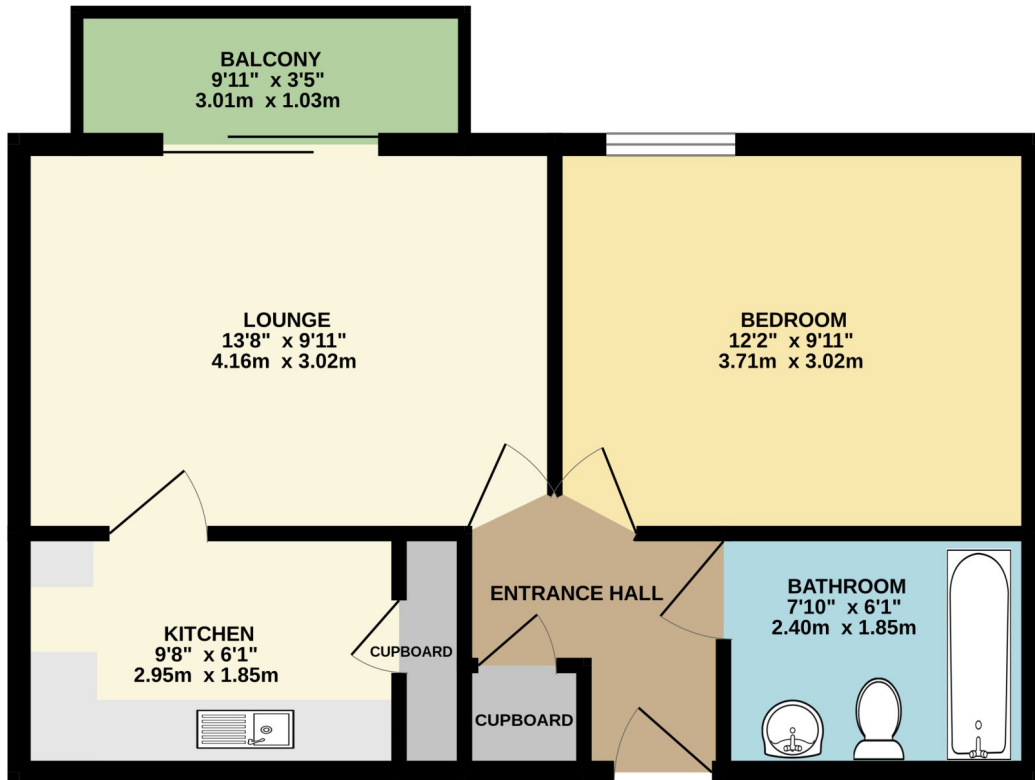 BALCONY
9'11" x 3'5"
3.01m x 1.03m
LOUNGE
13'8" x 9'11"
4.16m x 3.02m
BEDROOM
12'2" x 9'11"
3.71m x 3.02m
KITCHEN
9'8" x 6'1"
2.95m x 1.85m
CUPBOARD
ENTRANCE HALL
CUPBOARD
BATHROOM
7'10" x 6'1"
2.40m x 1.85m